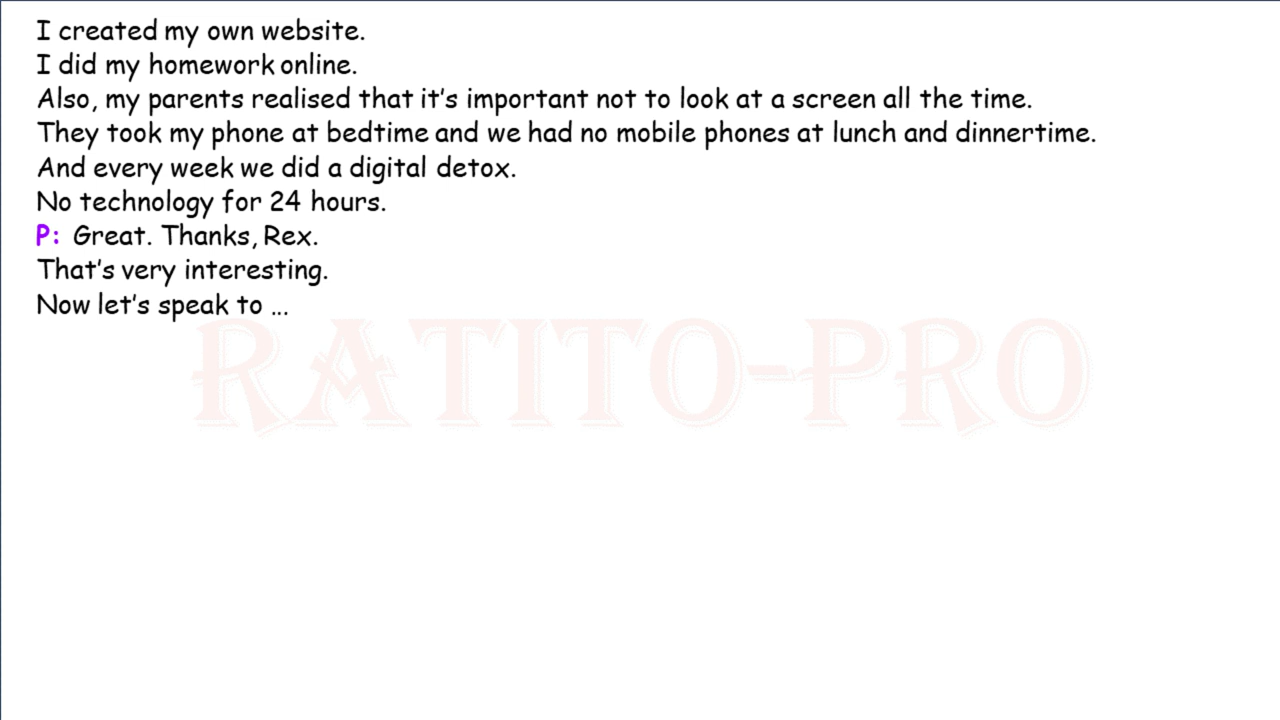 I created my own website.
I did my homework online.
Also, my parents realised that it's important not to look at a screen all the time.
They took my phone at bedtime and we had no mobile phones at lunch and dinnertime.
And every week we did a digital detox.
No technology for 24 hours.
P: Great. Thanks, Rex.
That's very interesting.
Now let's speak to ...
RATITO-PRO